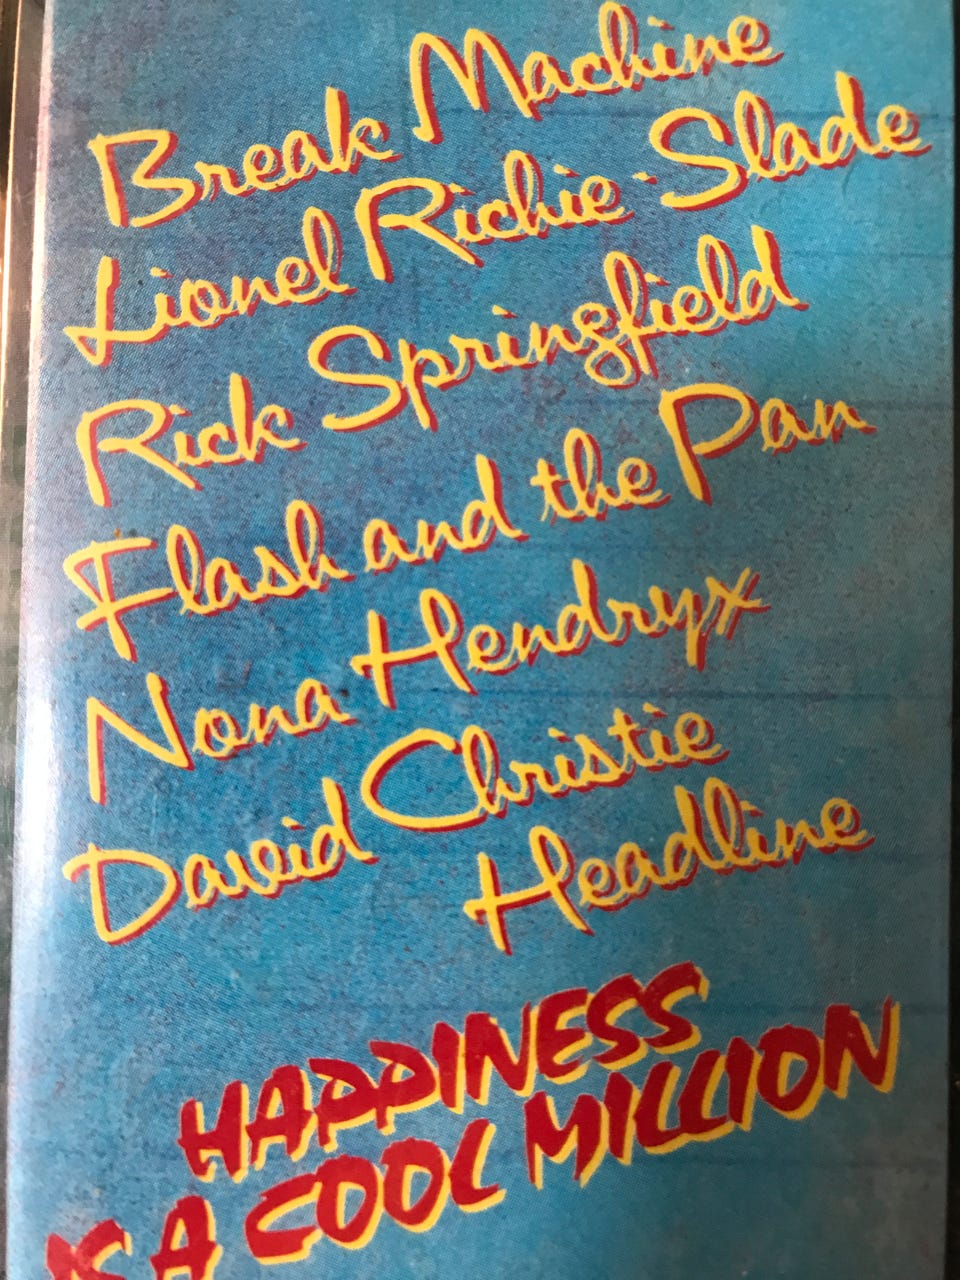 Break Machine
Lionel Richie · Slade
Rick Springfield
Flash and the Pan
Nona Hendryx
David Christie
Headline
HAPPINESS
IS A COOL MILLION